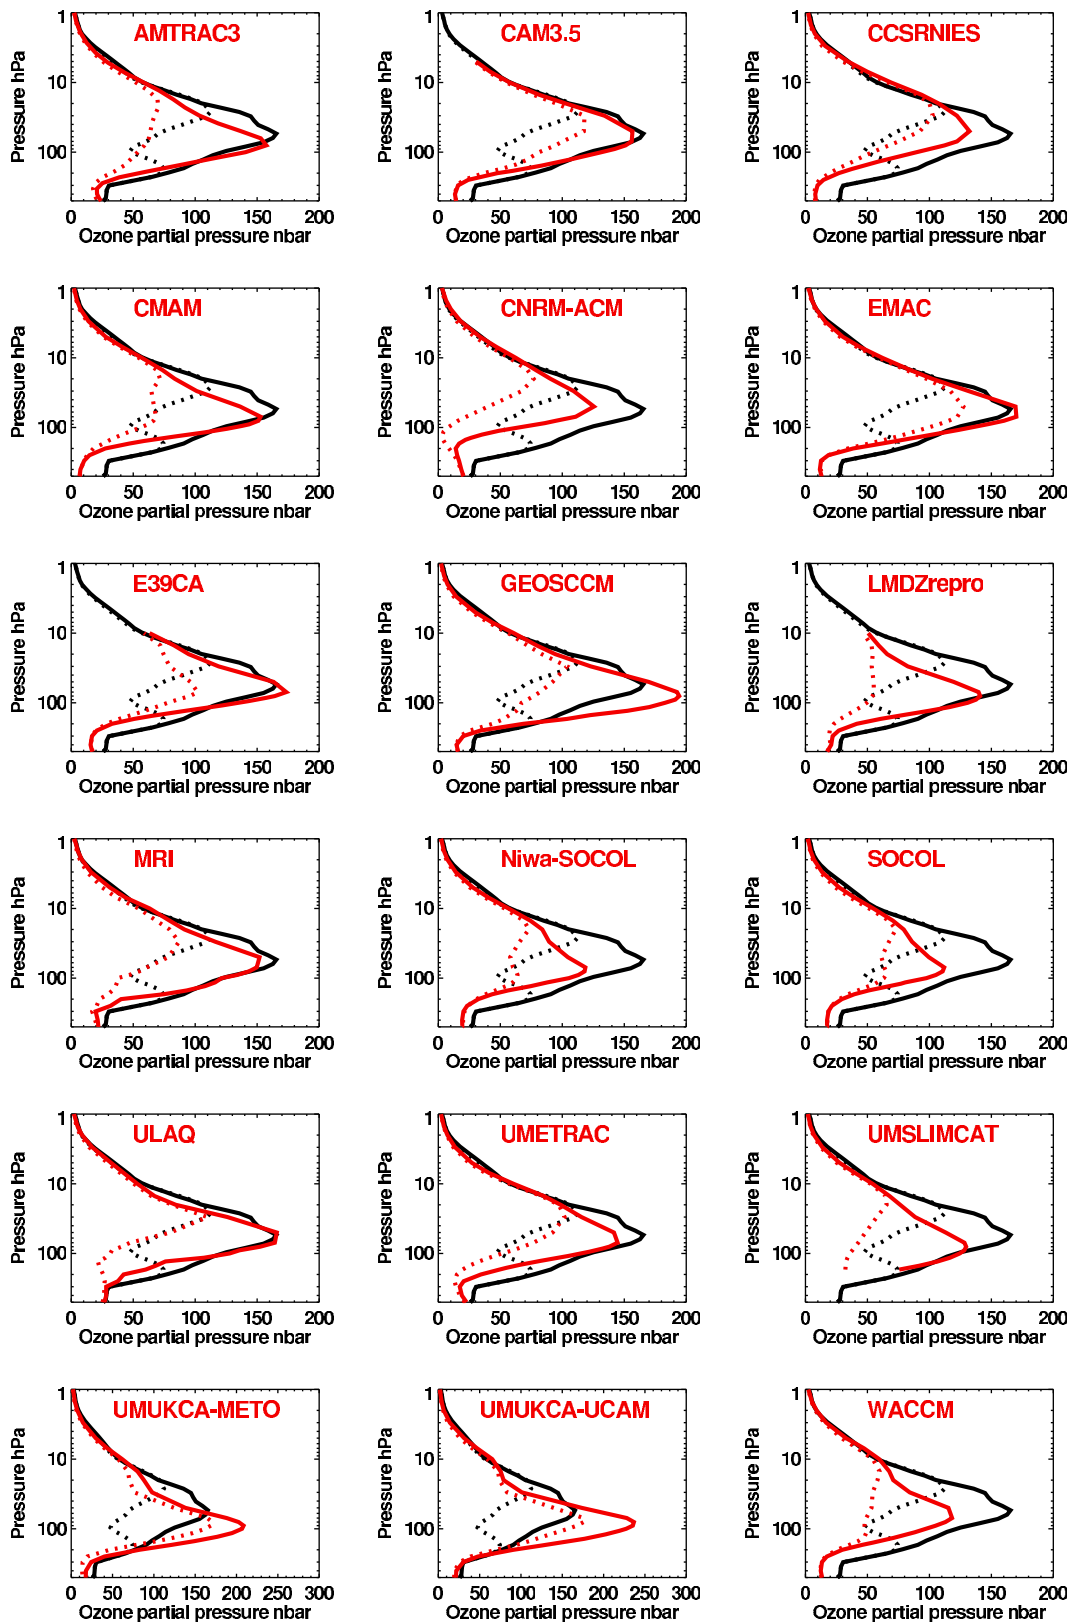 AMTRAC3 CAM3.5 CCSRNIES
Pressure hPa Pressure hPa Pressure hPa
1 1 1
10 10 10
100 100 100
0 50 100 150 200 0 50 100 150 200 0 50 100 150 200
Ozone partial pressure nbar Ozone partial pressure nbar Ozone partial pressure nbar
CMAM CNRM-ACM EMAC
Pressure hPa Pressure hPa Pressure hPa
1 1 1
10 10 10
100 100 100
0 50 100 150 200 0 50 100 150 200 0 50 100 150 200
Ozone partial pressure nbar Ozone partial pressure nbar Ozone partial pressure nbar
E39CA GEOSCCM LMDZrepro
Pressure hPa Pressure hPa Pressure hPa
1 1 1
10 10 10
100 100 100
0 50 100 150 200 0 50 100 150 200 0 50 100 150 200
Ozone partial pressure nbar Ozone partial pressure nbar Ozone partial pressure nbar
MRI Niwa-SOCOL SOCOL
Pressure hPa Pressure hPa Pressure hPa
1 1 1
10 10 10
100 100 100
0 50 100 150 200 0 50 100 150 200 0 50 100 150 200
Ozone partial pressure nbar Ozone partial pressure nbar Ozone partial pressure nbar
ULAQ UMETRAC UMSLIMCAT
Pressure hPa Pressure hPa Pressure hPa
1 1 1
10 10 10
100 100 100
0 50 100 150 200 0 50 100 150 200 0 50 100 150 200
Ozone partial pressure nbar Ozone partial pressure nbar Ozone partial pressure nbar
UMUKCA-METO UMUKCA-UCAM WACCM
Pressure hPa Pressure hPa Pressure hPa
1 1 1
10 10 10
100 100 100
0 50 100 150 200 250 300 0 50 100 150 200 250 300 0 50 100 150 200
Ozone partial pressure nbar Ozone partial pressure nbar Ozone partial pressure nbar